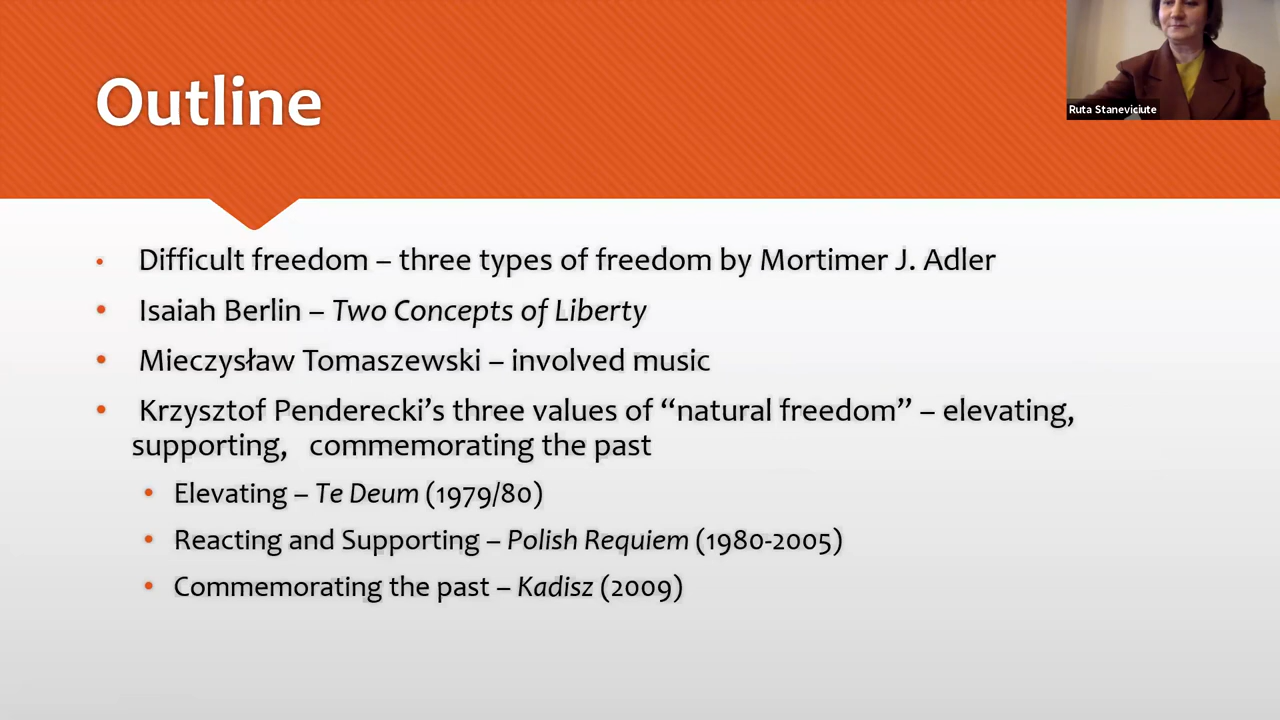 Outline
Ruta Staneviciute
• Difficult freedom – three types of freedom by Mortimer J. Adler
• Isaiah Berlin – Two Concepts of Liberty
• Mieczysław Tomaszewski – involved music
• Krzysztof Penderecki’s three values of “natural freedom” – elevating,
supporting, commemorating the past
• Elevating – Te Deum (1979/80)
• Reacting and Supporting – Polish Requiem (1980-2005)
• Commemorating the past – Kadisz (2009)